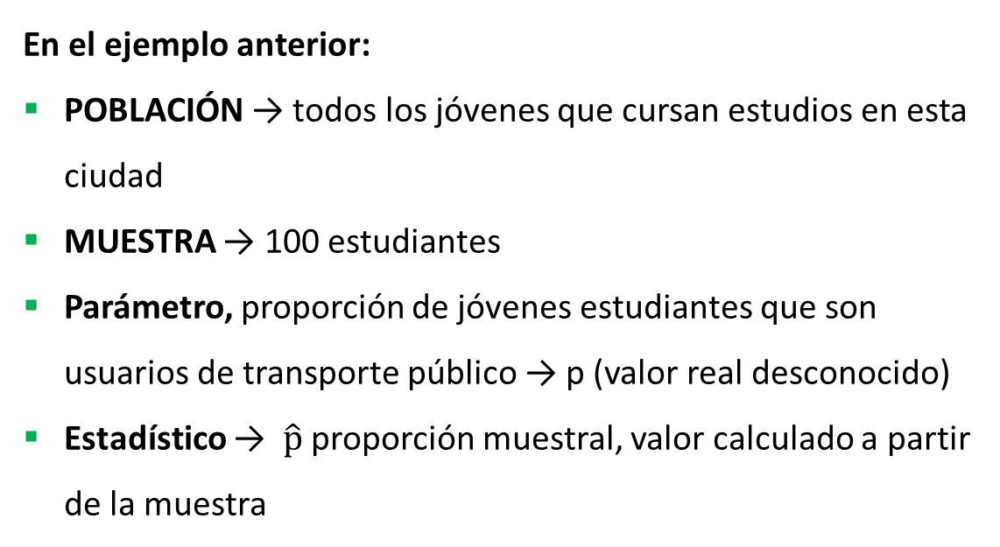 En el ejemplo anterior:
▪ POBLACIÓN → todos los jóvenes que cursan estudios en esta
ciudad
▪ MUESTRA → 100 estudiantes
▪ Parámetro, proporción de jóvenes estudiantes que son
usuarios de transporte público → p (valor real desconocido)
▪ Estadístico → p̂ proporción muestral, valor calculado a partir
de la muestra